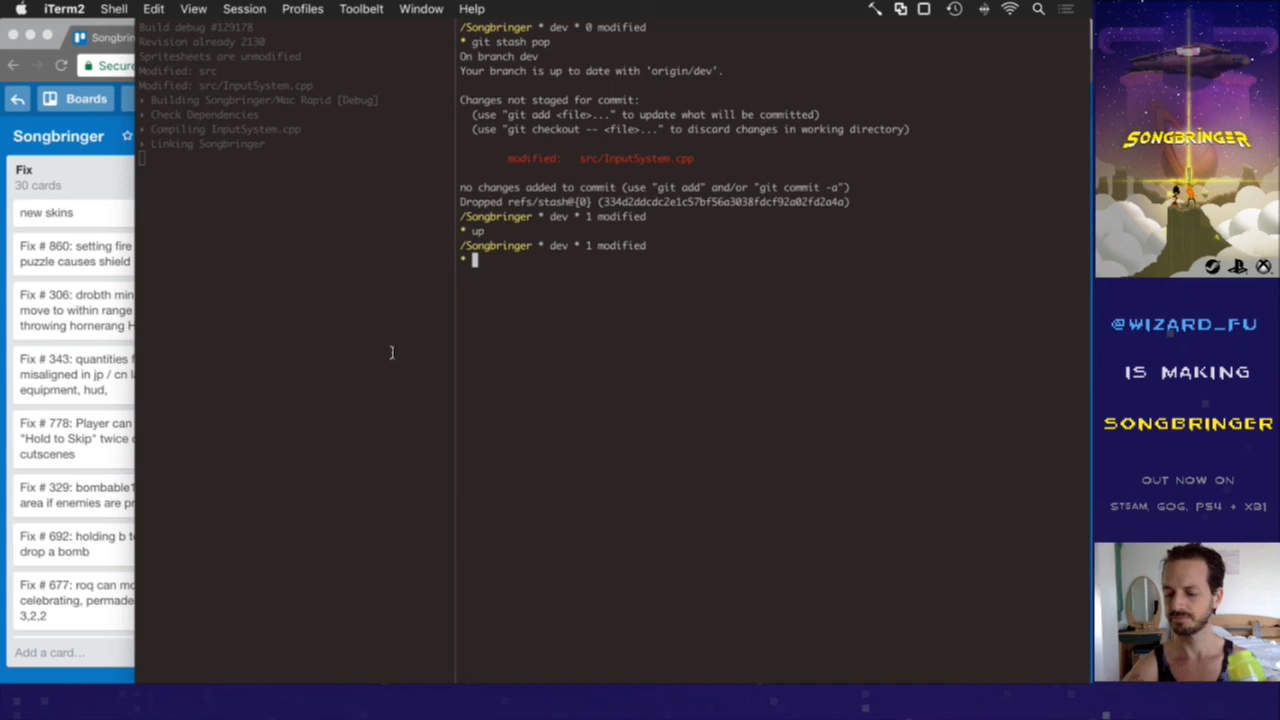 iTerm2 Shell Edit View Session Profiles Toolbelt Window Help
Songbrin
Secure
Boards
Songbringer
Fix
30 cards
new skins
Fix # 860: setting fire
puzzle causes shield
Fix # 306: drobth min
move to within range
throwing hornerang H
Fix # 343: quantities f
misaligned in jp / cn la
equipment, hud,
Fix # 778: Player can
"Hold to Skip" twice
cutscenes
Fix # 329: bombable1
area if enemies are pr
Fix # 692: holding b to
drop a bomb
Fix # 677: roq can mo
celebrating, permade
3,2,2
Add a card...
Build debug #129178
Revision already 2130
Spritesheets are unmodified
Modified: src
Modified: src/InputSystem.cpp
Building Songbringer/Mac Rapid [Debug]
Check Dependencies
Compiling InputSystem.cpp
Linking Songbringer
/Songbringer * dev * 0 modified
* git stash pop
On branch dev
Your branch is up to date with 'origin/dev'.
Changes not staged for commit:
(use "git add <file>..." to update what will be committed)
(use "git checkout -- <file>..." to discard changes in working directory)
modified: src/InputSystem.cpp
no changes added to commit (use "git add" and/or "git commit -a")
Dropped refs/stash@{0} (334d2ddcdc2e1c57bf56a3038fdcf92a02fd2a4a)
/Songbringer * dev * 1 modified
* up
/Songbringer * dev * 1 modified
*
SONGBRINGER
@WIZARD_FU
IS MAKING
SONGBRINGER
OUT NOW ON
STEAM, GOG, PS4 + XB1